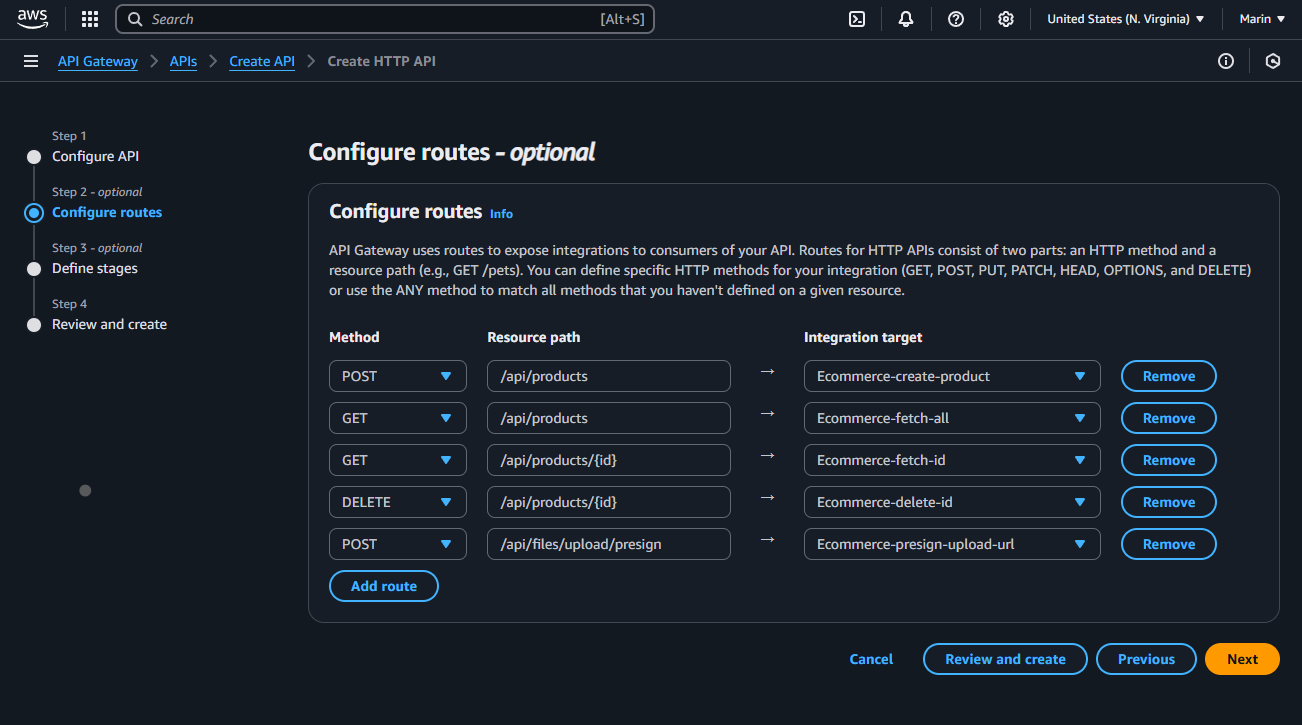 aws
Search [Alt+S]
United States (N. Virginia)
Marin
API Gateway
APIs
Create API
Create HTTP API
Step 1
Configure API
Step 2 - optional
Configure routes
Step 3 - optional
Define stages
Step 4
Review and create
Configure routes - optional
Configure routes Info
API Gateway uses routes to expose integrations to consumers of your API. Routes for HTTP APIs consist of two parts: an HTTP method and a
resource path (e.g., GET /pets). You can define specific HTTP methods for your integration (GET, POST, PUT, PATCH, HEAD, OPTIONS, and DELETE)
or use the ANY method to match all methods that you haven't defined on a given resource.
Method Resource path Integration target
POST /api/products → Ecommerce-create-product Remove
GET /api/products → Ecommerce-fetch-all Remove
GET /api/products/{id} → Ecommerce-fetch-id Remove
DELETE /api/products/{id} → Ecommerce-delete-id Remove
POST /api/files/upload/presign → Ecommerce-presign-upload-url Remove
Add route
Cancel Review and create Previous Next